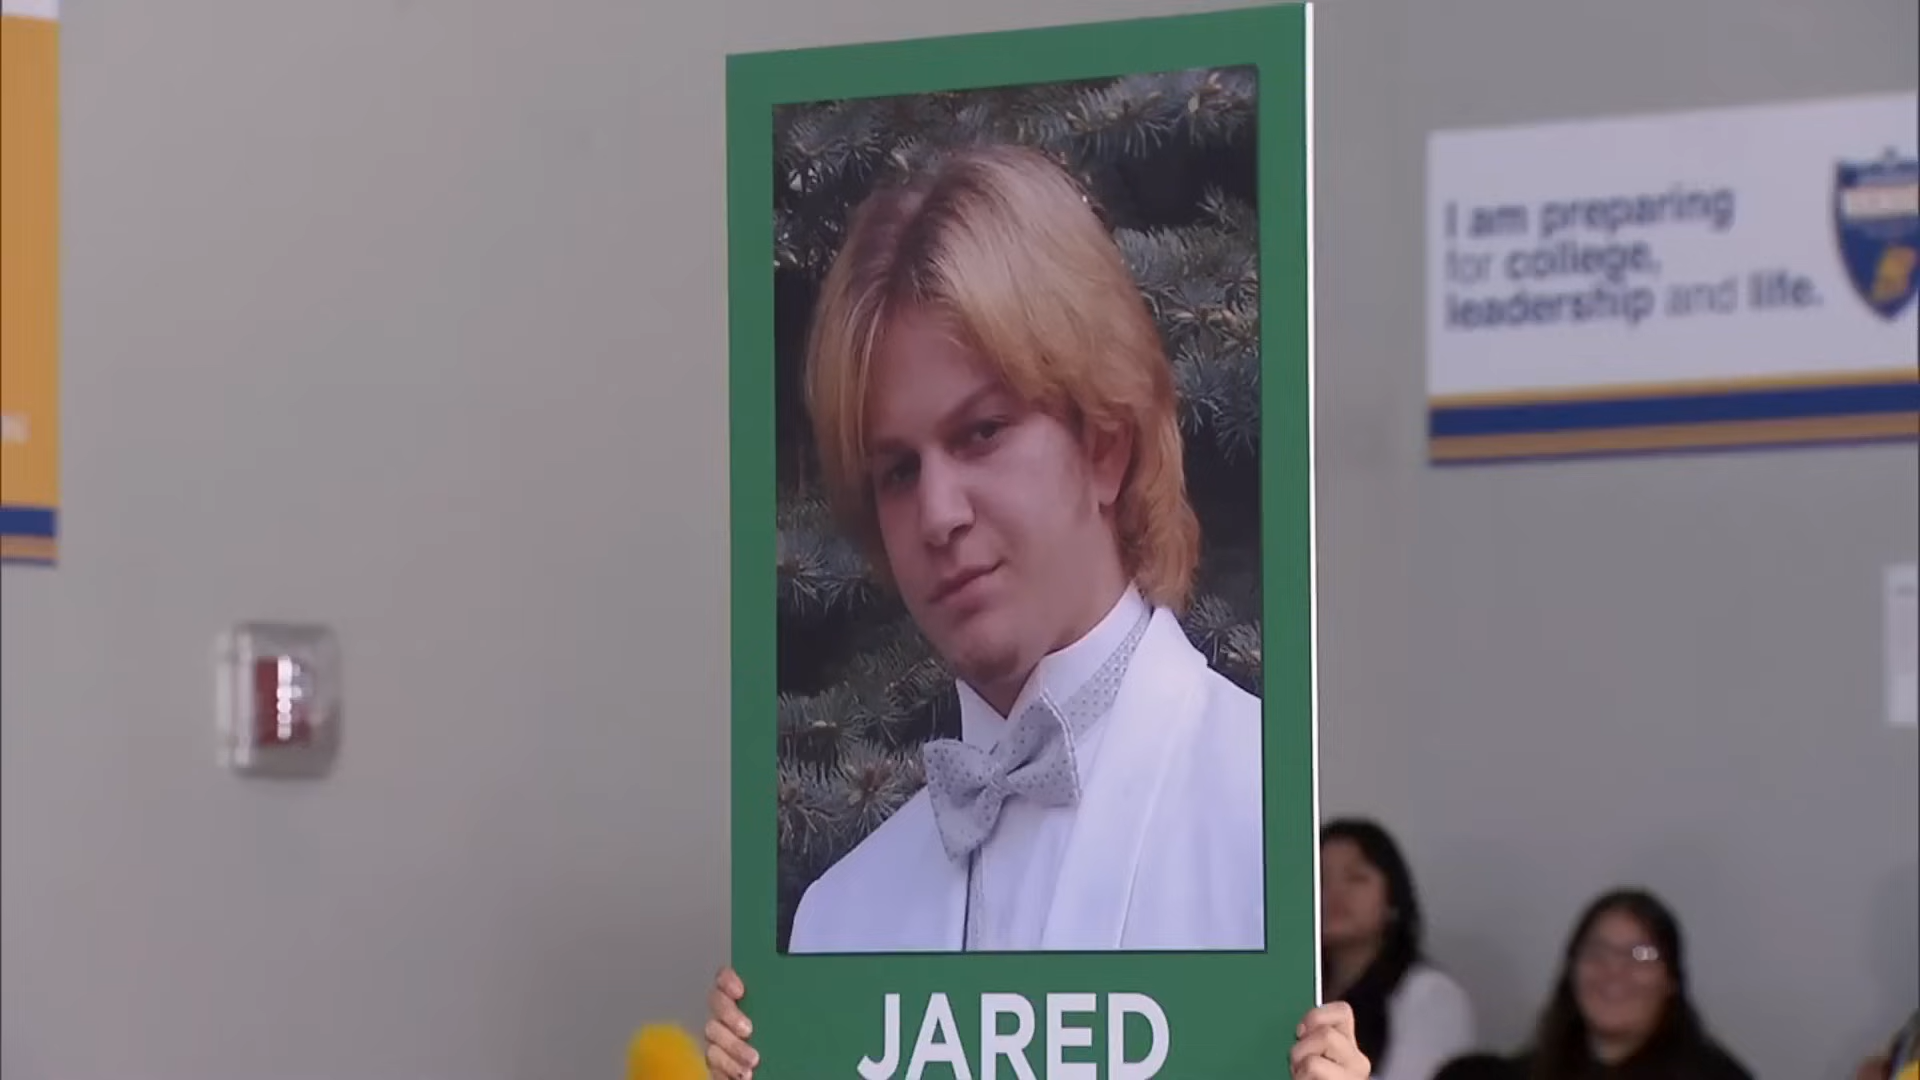 I am preparing
for college,
leadership and life.
JARED